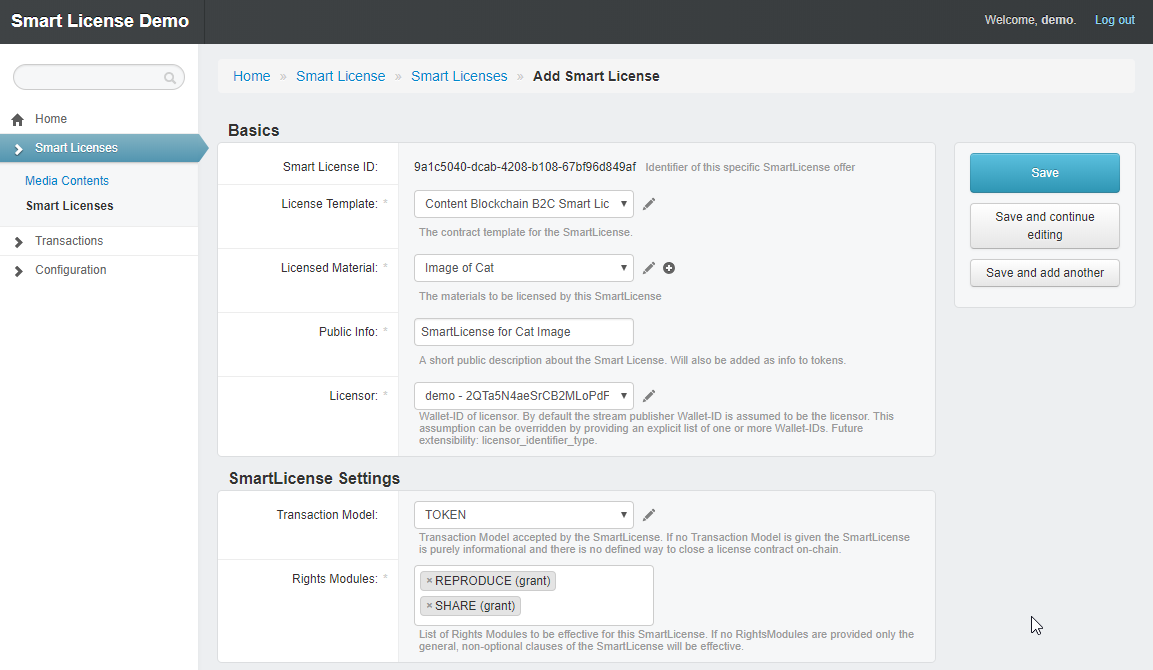 Smart License Demo
Welcome, demo. Log out
Home » Smart License » Smart Licenses » Add Smart License
Home
Smart Licenses
Media Contents
Smart Licenses
Transactions
Configuration
Basics
Smart License ID: 9a1c5040-dcab-4208-b108-67bf96d849af Identifier of this specific SmartLicense offer
License Template: * Content Blockchain B2C Smart Lic
The contract template for the SmartLicense.
Licensed Material: * Image of Cat
The materials to be licensed by this SmartLicense
Public Info: * SmartLicense for Cat Image
A short public description about the Smart License. Will also be added as info to tokens.
Licensor: * demo - 2QTa5N4aeSrCB2MLoPdF
Wallet-ID of licensor. By default the stream publisher Wallet-ID is assumed to be the licensor. This
assumption can be overridden by providing an explicit list of one or more Wallet-IDs. Future
extensibility: licensor_identifier_type.
SmartLicense Settings
Transaction Model: TOKEN
Transaction Model accepted by the SmartLicense. If no Transaction Model is given the SmartLicense
is purely informational and there is no defined way to close a license contract on-chain.
Rights Modules: * × REPRODUCE (grant)
× SHARE (grant)
List of Rights Modules to be effective for this SmartLicense. If no RightsModules are provided only the
general, non-optional clauses of the SmartLicense will be effective.
Save
Save and continue
editing
Save and add another